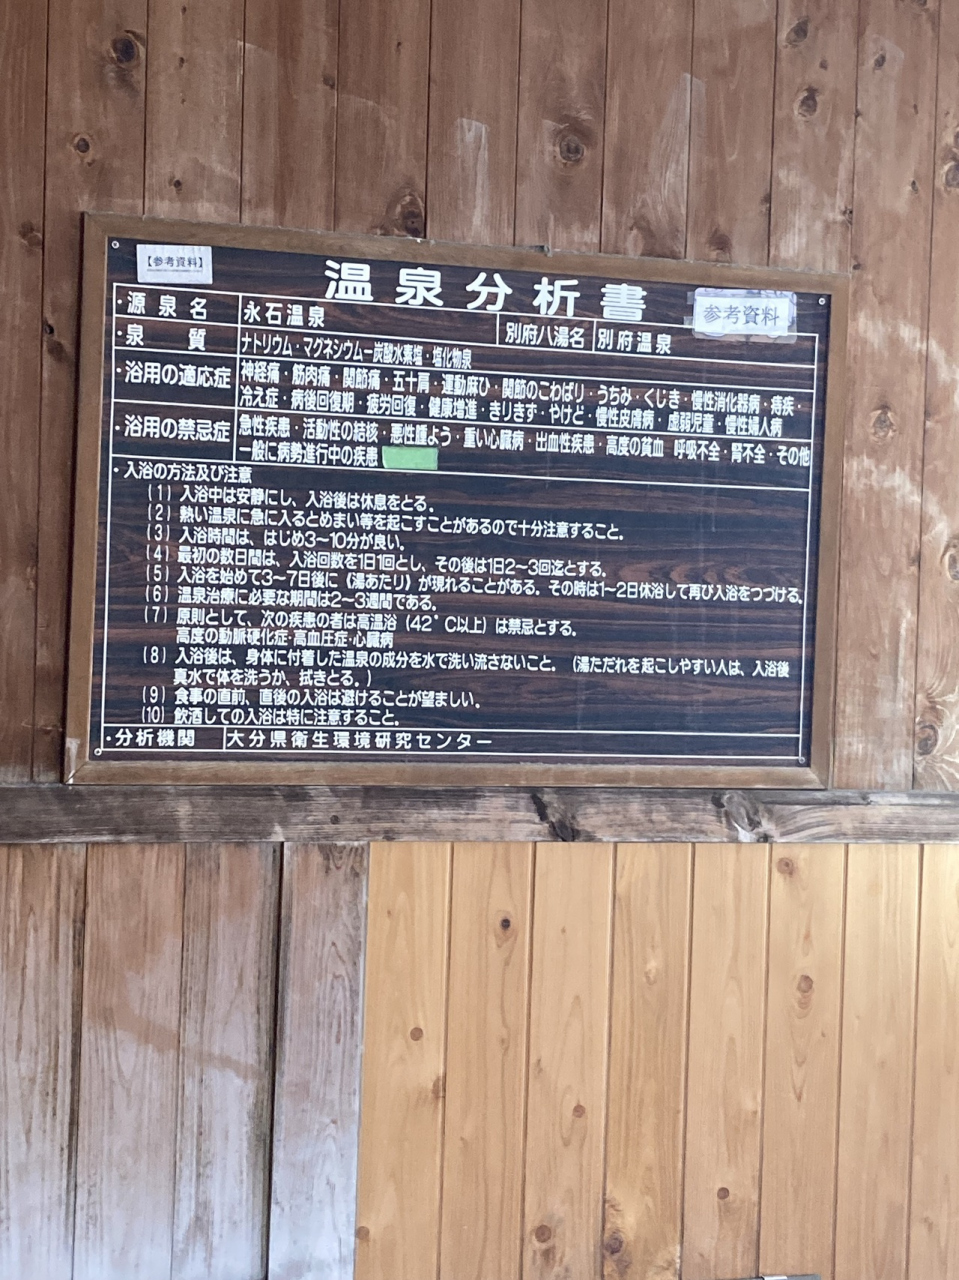 【参考資料】
温泉分析書
参考資料
・源泉名 永石温泉 別府八湯名 別府温泉
・泉質 ナトリウム・マグネシウム―炭酸水素塩・塩化物泉
・浴用の適応症 神経痛・筋肉痛・関節痛・五十肩・運動麻ひ・関節のこわばり・うちみ・くじき・慢性消化器病・痔疾・
冷え症・病後回復期・疲労回復・健康増進・きりきず・やけど・慢性皮膚病・虚弱児童・慢性婦人病
・浴用の禁忌症 急性疾患・活動性の結核・悪性腫よう・重い心臓病・出血性疾患・高度の貧血 呼吸不全・腎不全・その他
一般に病勢進行中の疾患
・入浴の方法及び注意
(1) 入浴中は安静にし、入浴後は休息をとる。
(2) 熱い温泉に急に入るとめまい等を起こすことがあるので十分注意すること。
(3) 入浴時間は、はじめ3〜10分が良い。
(4) 最初の数日間は、入浴回数を1日1回とし、その後は1日2〜3回迄とする。
(5) 入浴を始めて3〜7日後に《湯あたり》が現れることがある。その時は1〜2日休浴して再び入浴をつづける。
(6) 温泉治療に必要な期間は2〜3週間である。
(7) 原則として、次の疾患の者は高温浴(42°C以上)は禁忌とする。
高度の動脈硬化症・高血圧症・心臓病
(8) 入浴後は、身体に付着した温泉の成分を水で洗い流さないこと。(湯ただれを起こしやすい人は、入浴後
真水で体を洗うか、拭きとる。)
(9) 食事の直前、直後の入浴は避けることが望ましい。
(10) 飲酒しての入浴は特に注意すること。
・分析機関 大分県衛生環境研究センター